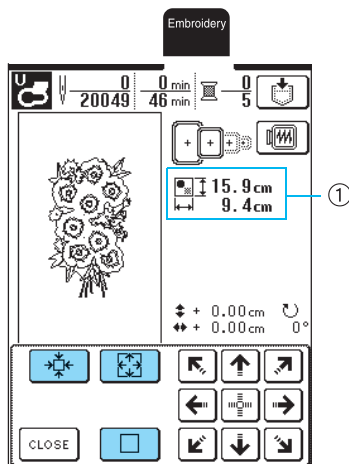 Embroidery
0 0 min 0
20049 46 min 5
15.9 cm
9.4 cm
1
+ 0.00 cm
+ 0.00 cm 0°
CLOSE